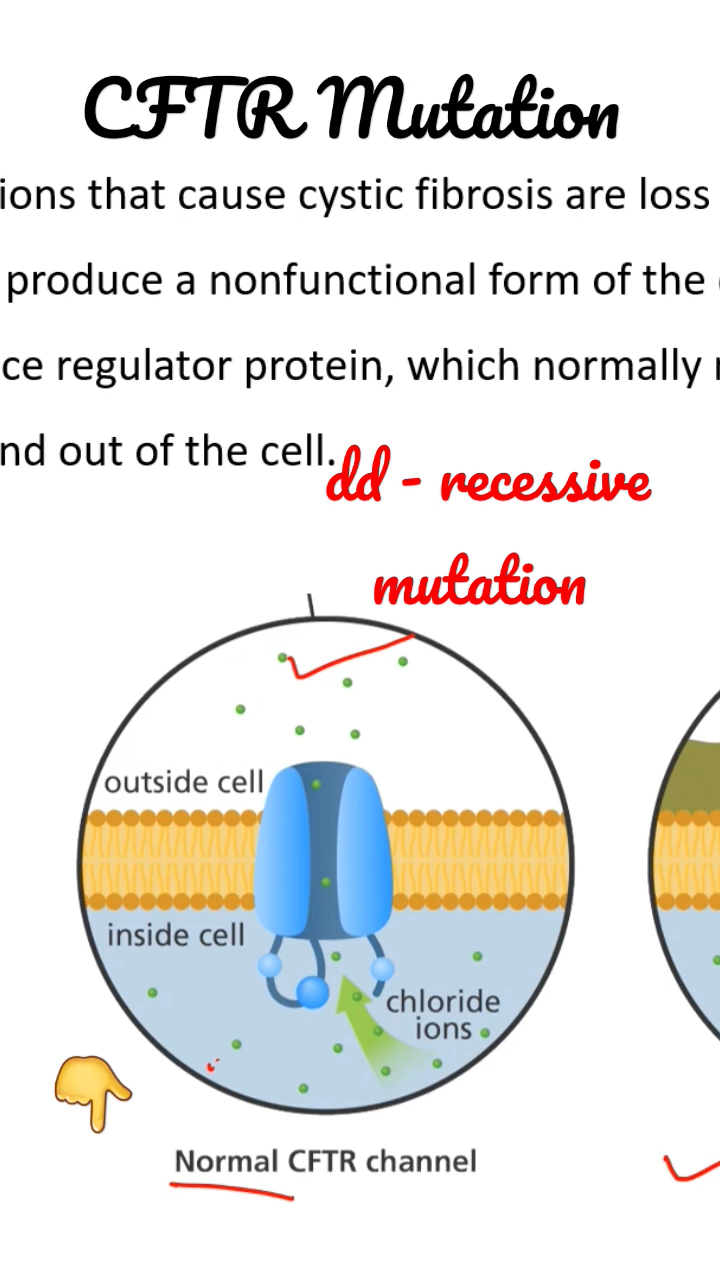 CFTR Mutation
ions that cause cystic fibrosis are loss
produce a nonfunctional form of the
ce regulator protein, which normally
nd out of the cell.
dd - recessive
mutation
outside cell
inside cell
chloride
ions
Normal CFTR channel